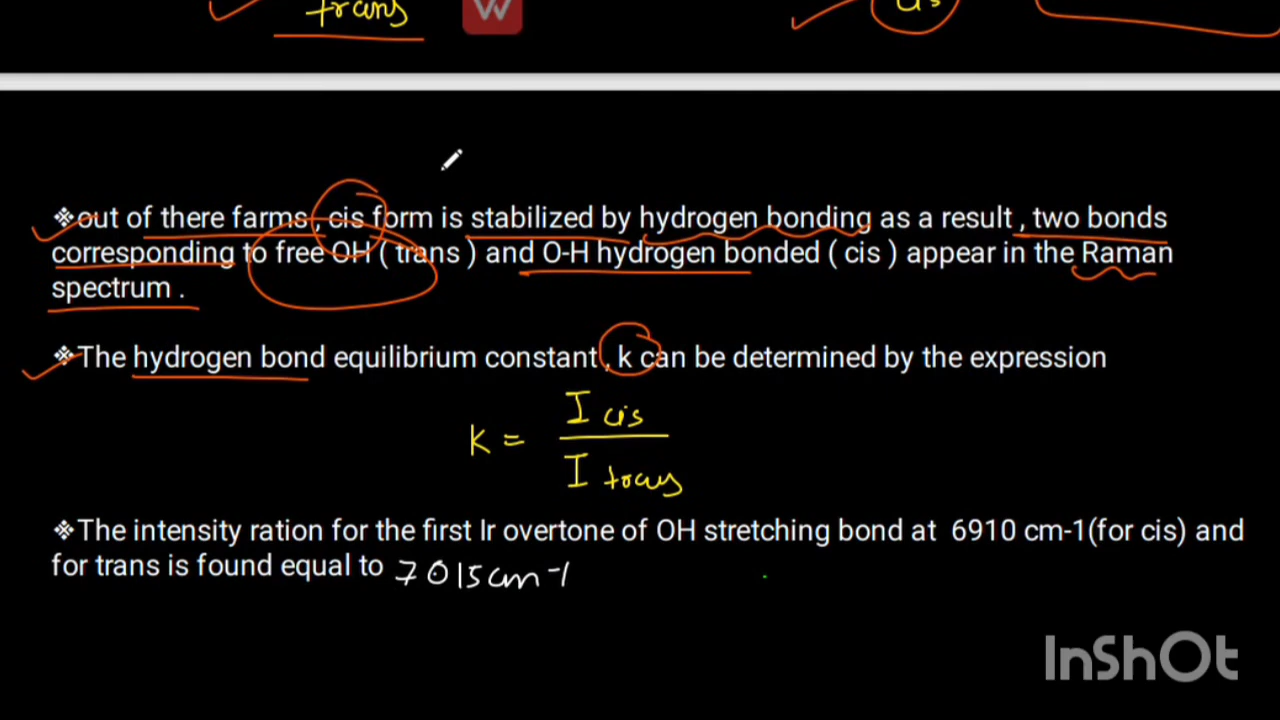 trans
W
cis
❖out of there farms , cis form is stabilized by hydrogen bonding as a result , two bonds
corresponding to free OH ( trans ) and O-H hydrogen bonded ( cis ) appear in the Raman
spectrum .
❖The hydrogen bond equilibrium constant , k can be determined by the expression
K = I cis
I trans
❖The intensity ration for the first Ir overtone of OH stretching bond at 6910 cm-1(for cis) and
for trans is found equal to 7015cm-1
InShOt